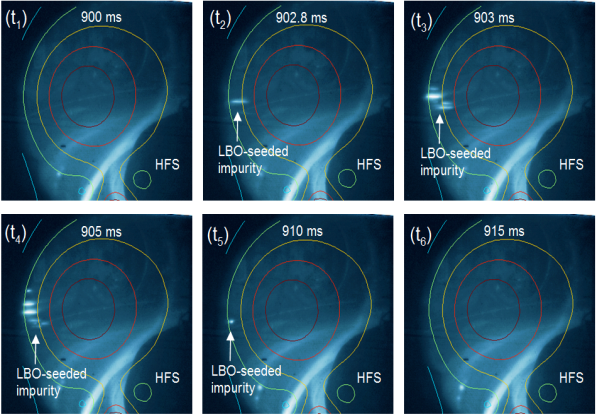 (t1)
900 ms
HFS
(t2)
902.8 ms
LBO-seeded
impurity
HFS
(t3)
903 ms
LBO-seeded
impurity
HFS
(t4)
905 ms
LBO-seeded
impurity
HFS
(t5)
910 ms
LBO-seeded
impurity
HFS
(t6)
915 ms
HFS